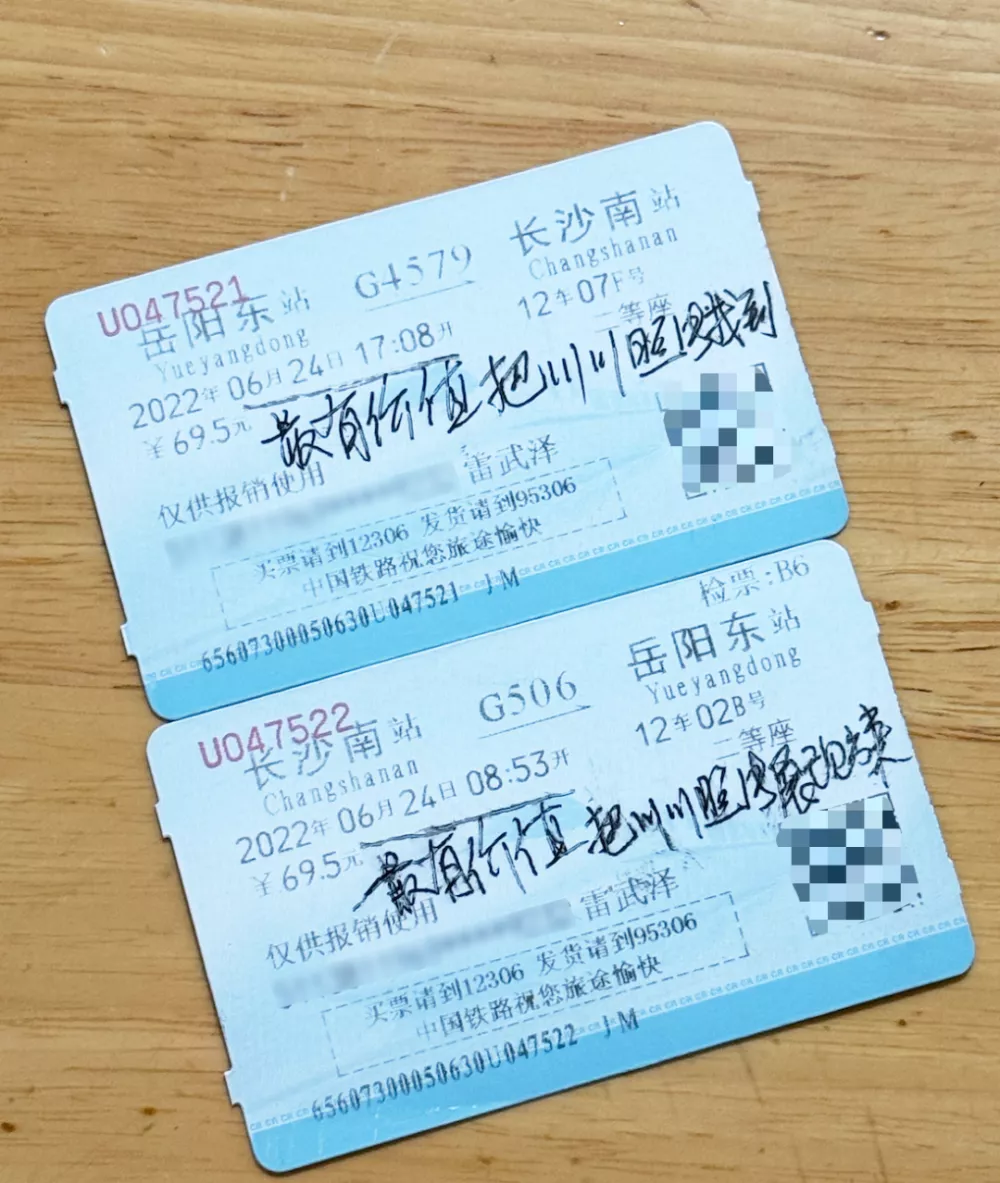 U047521
岳阳东站 G4579 长沙南站
Yueyangdong Changshanan
2022年06月24日17:08开 12车07F号
¥69.5元 二等座
最有价值把川川照
仅供报销使用
雷武泽
买票请到12306 发货请到95306
中国铁路祝您旅途愉快
65607300050630U047521 JM
检票:B6
U047522
长沙南站 G506 岳阳东站
Changshanan Yueyangdong
2022年06月24日08:53开 12车02B号
¥69.5元 二等座
最有价值把川川照
仅供报销使用
雷武泽
买票请到12306 发货请到95306
中国铁路祝您旅途愉快
65607300050630U047522 JM